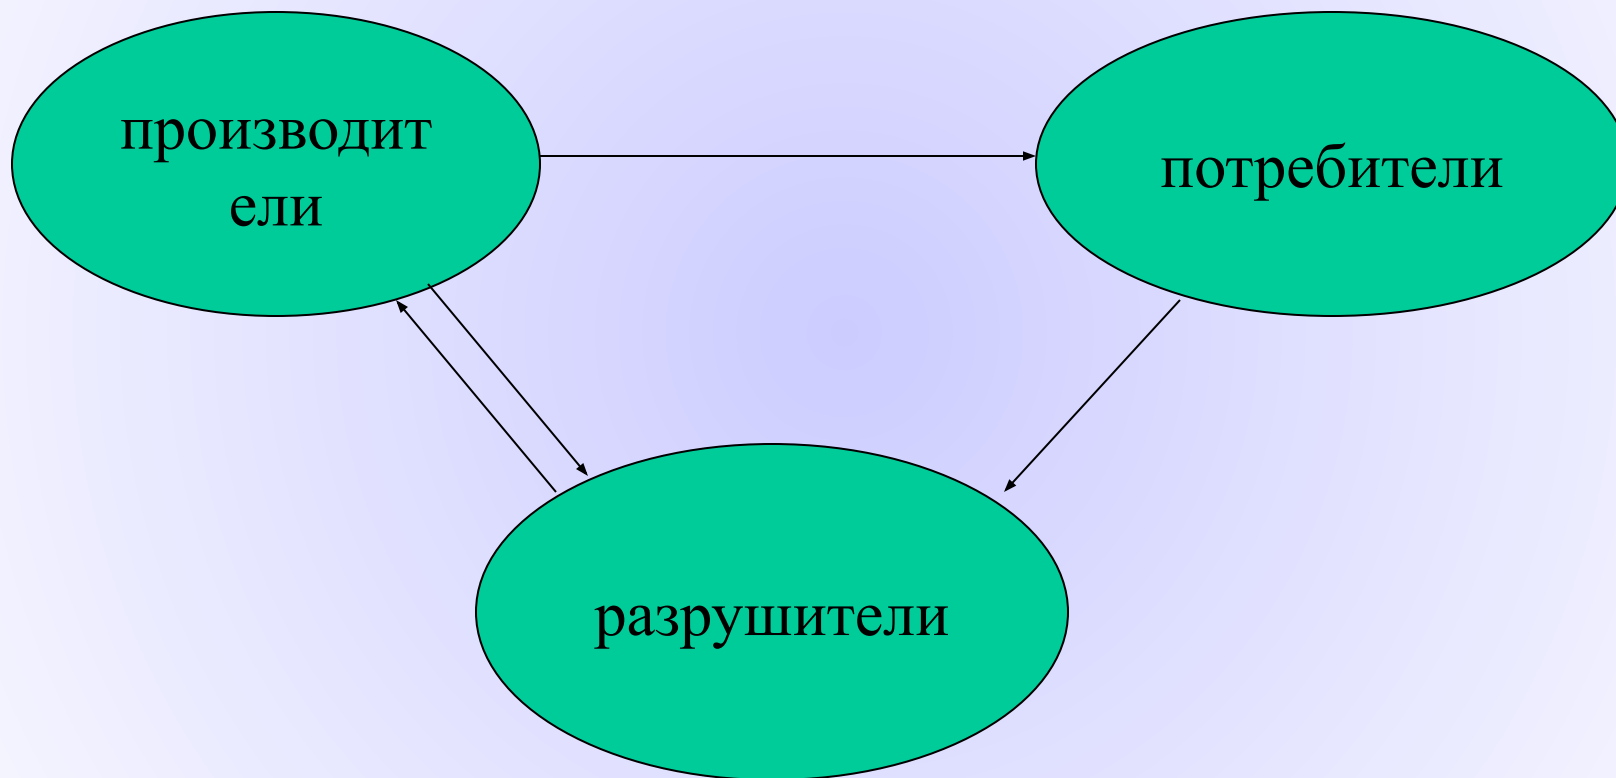 производит
ели
потребители
разрушители